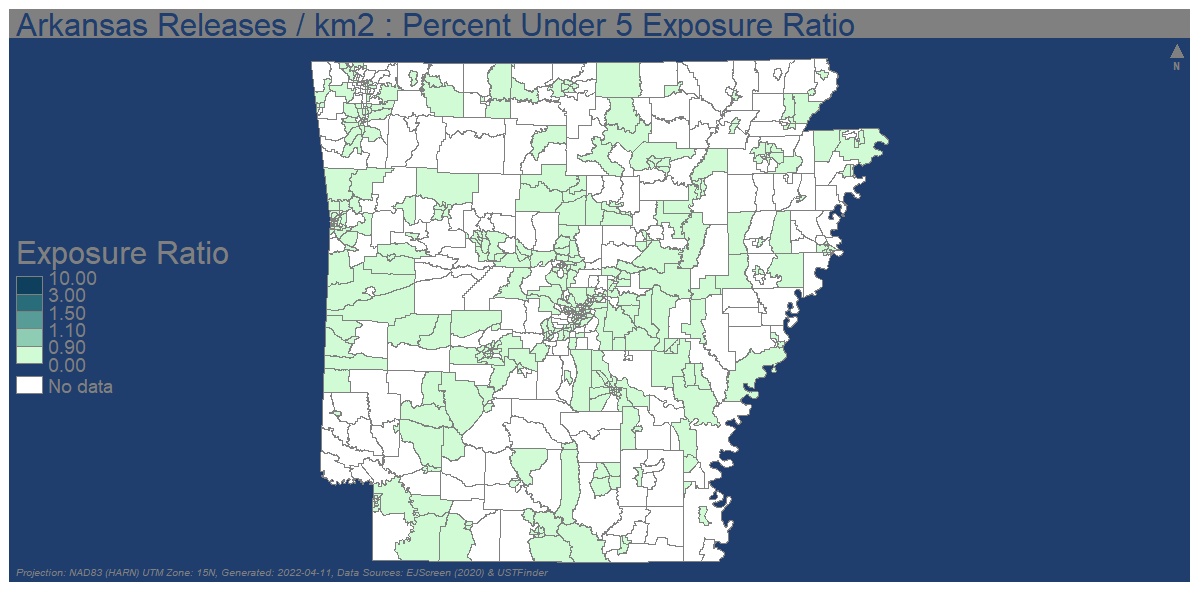 Arkansas Releases / km2 : Percent Under 5 Exposure Ratio
N
Exposure Ratio
10.00
3.00
1.50
1.10
0.90
0.00
No data
Projection: NAD83 (HARN) UTM Zone: 15N, Generated: 2022-04-11, Data Sources: EJScreen (2020) & USTFinder